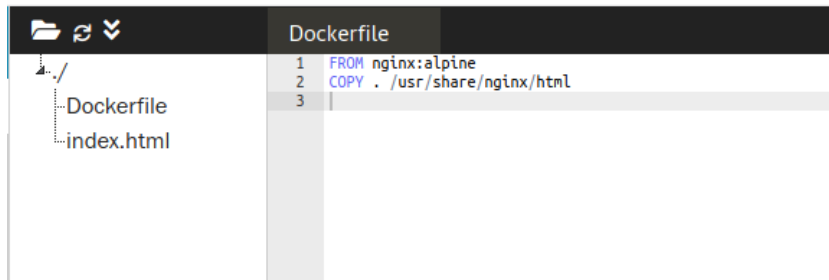 Dockerfile
./
Dockerfile
index.html
1 FROM nginx:alpine
2 COPY . /usr/share/nginx/html
3